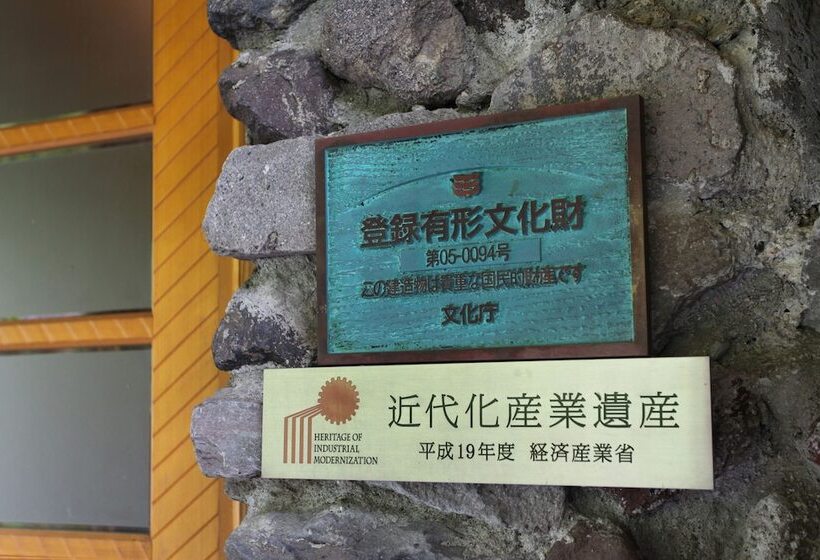 登録有形文化財
第05-0094号
この建造物は貴重な国民的財産です
文化庁
HERITAGE OF
INDUSTRIAL
MODERNIZATION
近代化産業遺産
平成19年度 経済産業省